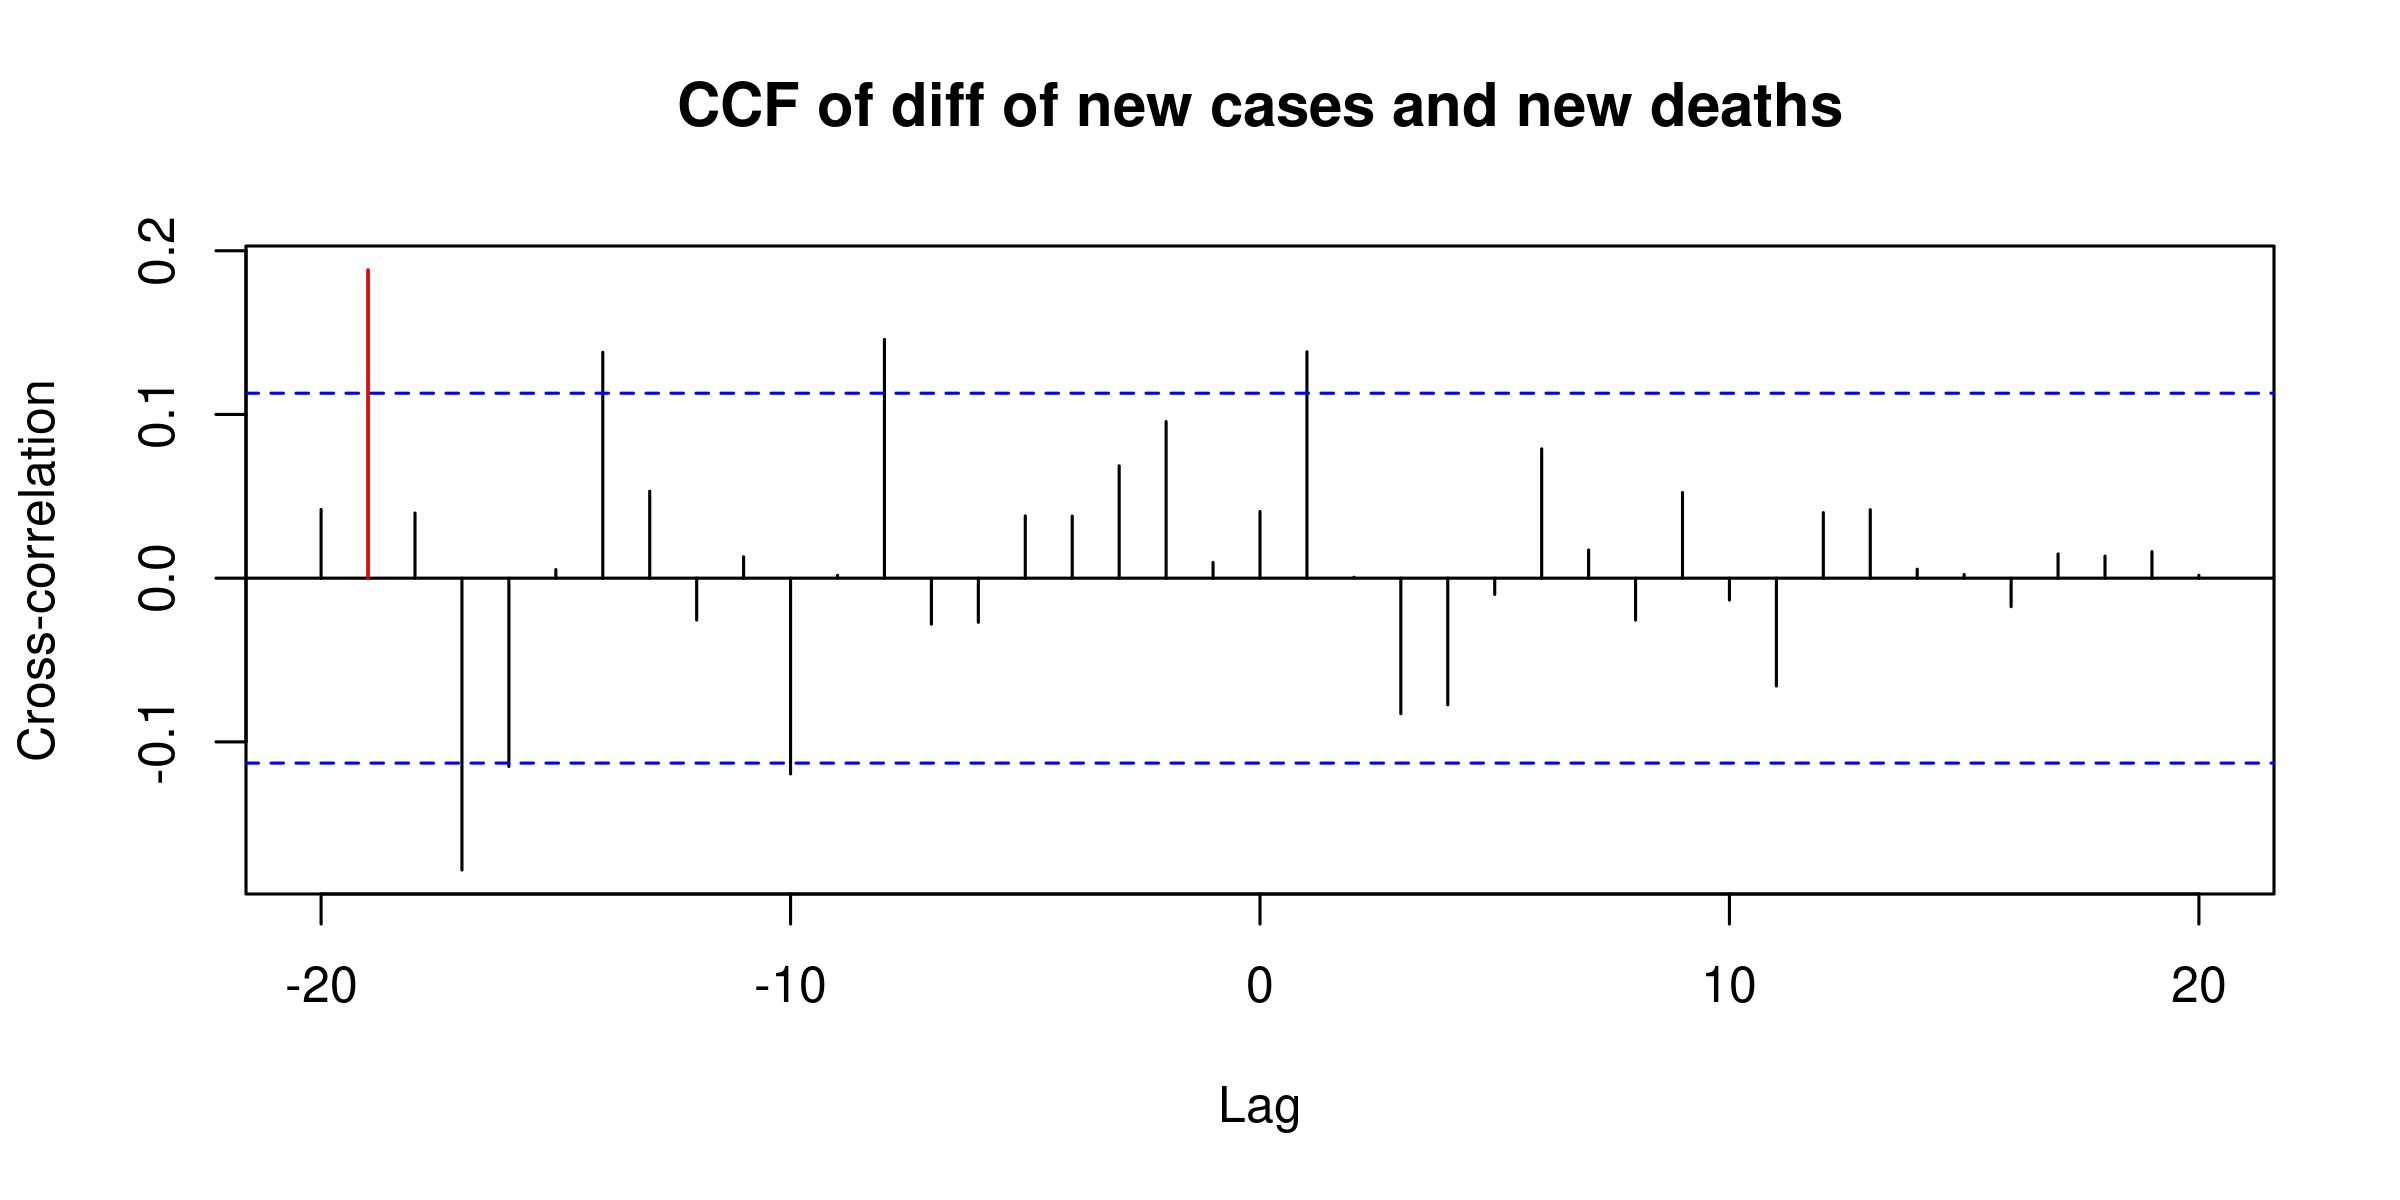 CCF of diff of new cases and new deaths
Cross-correlation
0.2
0.1
0.0
-0.1
-20 -10 0 10 20
Lag